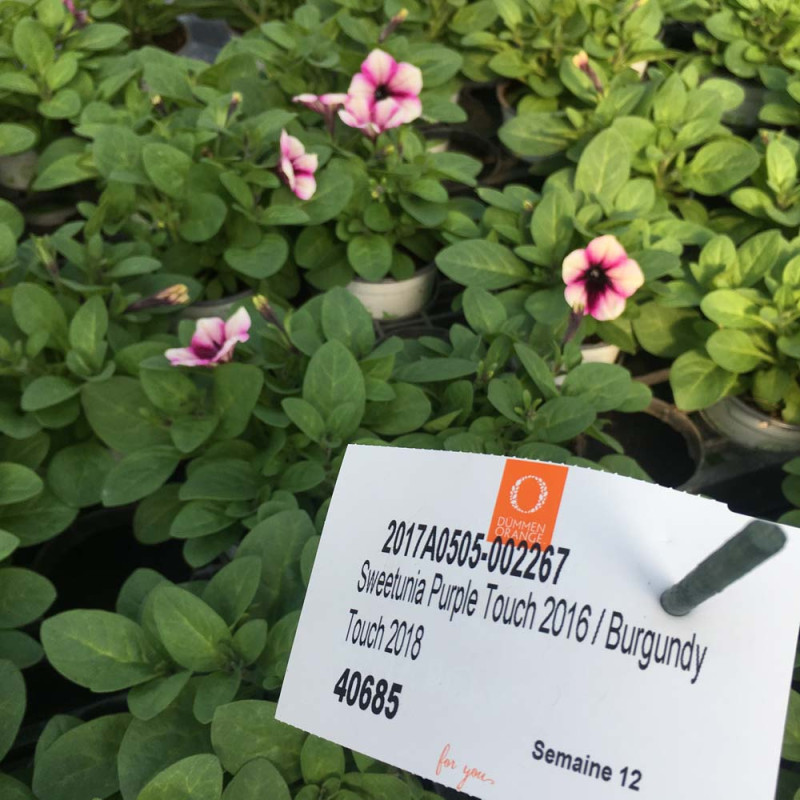 DÜMMEN
ORANGE
2017A0505-002267
Sweetunia Purple Touch 2016 / Burgundy
Touch 2018
40685
for you.
Semaine 12